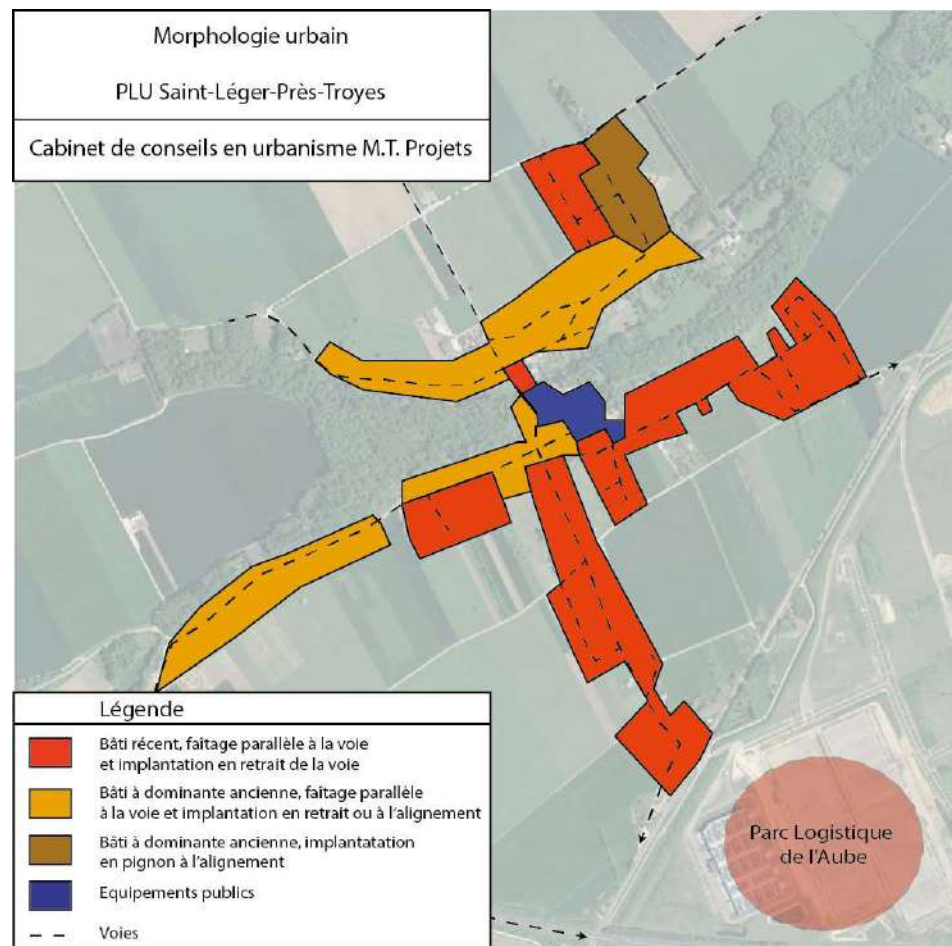 Morphologie urbain
PLU Saint-Léger-Près-Troyes
Cabinet de conseils en urbanisme M.T. Projets
Légende
Bâti récent, faîtage parallèle à la voie
et implantation en retrait de la voie
Bâti à dominante ancienne, faîtage parallèle
à la voie et implantation en retrait ou à l'alignement
Bâti à dominante ancienne, implantatation
en pignon à l'alignement
Equipements publics
Voies
Parc Logistique
de l'Aube